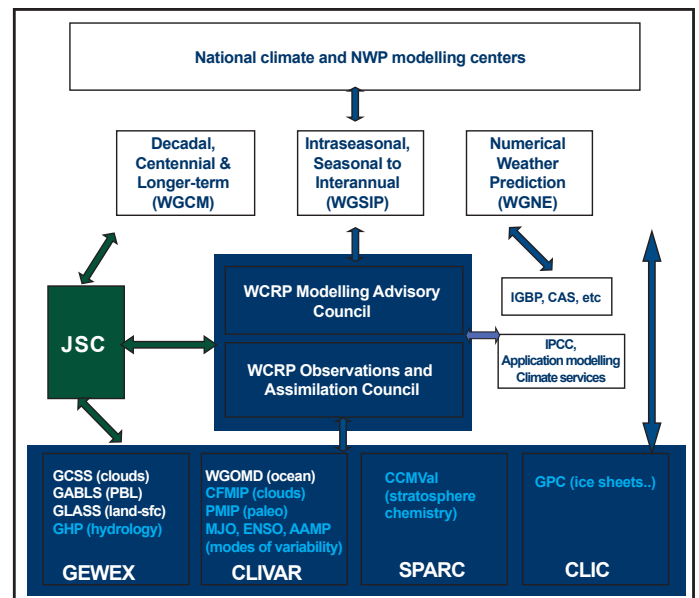 National climate and NWP modelling centers
Decadal,
Centennial &
Longer-term
(WGCM)
Intraseasonal,
Seasonal to
Interannual
(WGSIP)
Numerical
Weather
Prediction
(WGNE)
WCRP Modelling Advisory
Council
IGBP, CAS, etc
JSC
WCRP Observations and
Assimilation Council
IPCC,
Application modelling
Climate services
GCSS (clouds)
GABLS (PBL)
GLASS (land-sfc)
GHP (hydrology)
GEWEX
WGOMD (ocean)
CFMIP (clouds)
PMIP (paleo)
MJO, ENSO, AAMP
(modes of variability)
CLIVAR
CCMVal
(stratosphere
chemistry)
SPARC
GPC (ice sheets..)
CLIC